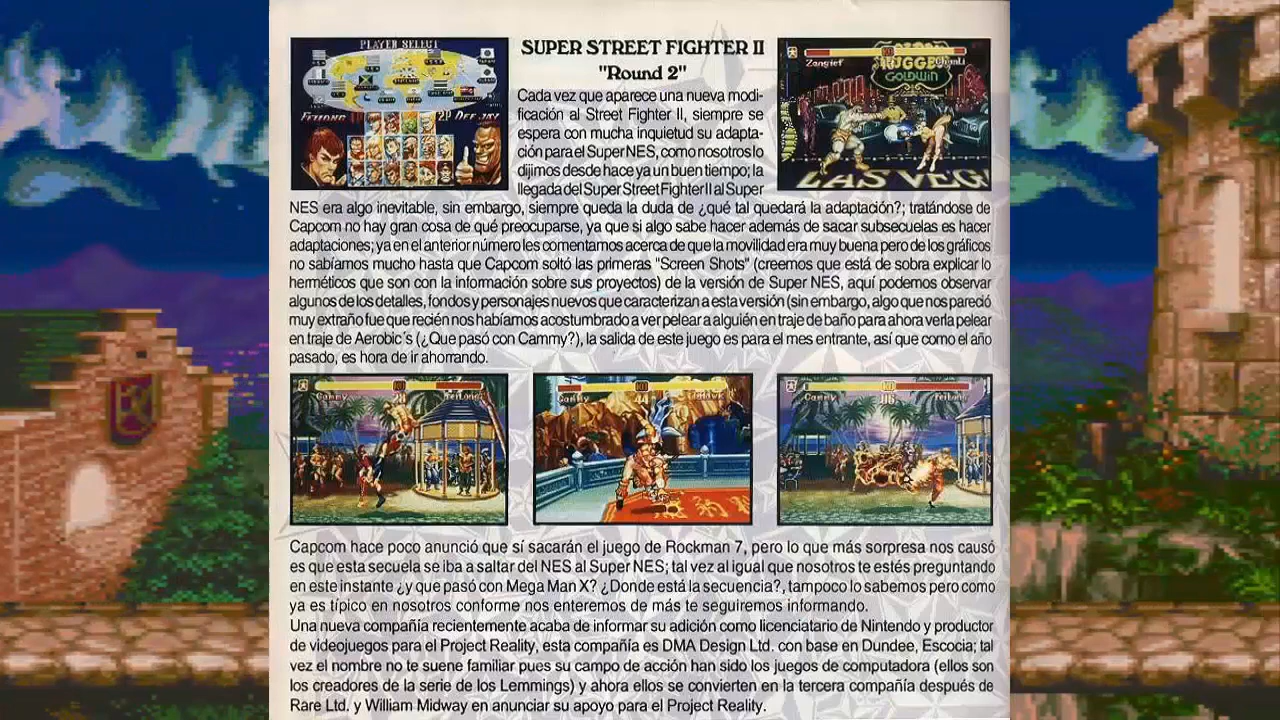 PLAYER SELECT
FEILONG
2P DEE JAY
SUPER STREET FIGHTER II
"Round 2"
Zangief
ChunLi
GOLDWIN
LAS VEG
Cada vez que aparece una nueva modi-
ficación al Street Fighter II, siempre se
espera con mucha inquietud su adapta-
ción para el Super NES, como nosotros lo
dijimos desde hace ya un buen tiempo; la
llegada del Super Street Fighter II al Super
NES era algo inevitable, sin embargo, siempre queda la duda de ¿qué tal quedará la adaptación?; tratándose de
Capcom no hay gran cosa de qué preocuparse, ya que si algo sabe hacer además de sacar subsecuelas es hacer
adaptaciones; ya en el anterior número les comentamos acerca de que la movilidad era muy buena pero de los gráficos
no sabíamos mucho hasta que Capcom soltó las primeras "Screen Shots" (creemos que está de sobra explicar lo
herméticos que son con la información sobre sus proyectos) de la versión de Super NES, aquí podemos observar
algunos de los detalles, fondos y personajes nuevos que caracterizan a esta versión (sin embargo, algo que nos pareció
muy extraño fue que recién nos habíamos acostumbrado a ver pelear a alguién en traje de baño para ahora verla pelear
en traje de Aerobic´s (¿Que pasó con Cammy?), la salida de este juego es para el mes entrante, así que como el año
pasado, es hora de ir ahorrando.
Cammy
28
FeiLong
Cammy
44
Cammy
86
FeiLong
Capcom hace poco anunció que sí sacarán el juego de Rockman 7, pero lo que más sorpresa nos causó
es que esta secuela se iba a saltar del NES al Super NES; tal vez al igual que nosotros te estés preguntando
en este instante ¿y que pasó con Mega Man X? ¿Donde está la secuencia?, tampoco lo sabemos pero como
ya es típico en nosotros conforme nos enteremos de más te seguiremos informando.
Una nueva compañía recientemente acaba de informar su adición como licenciatario de Nintendo y productor
de videojuegos para el Project Reality, esta compañía es DMA Design Ltd. con base en Dundee, Escocia; tal
vez el nombre no te suene familiar pues su campo de acción han sido los juegos de computadora (ellos son
los creadores de la serie de los Lemmings) y ahora ellos se convierten en la tercera compañía después de
Rare Ltd. y William Midway en anunciar su apoyo para el Project Reality.